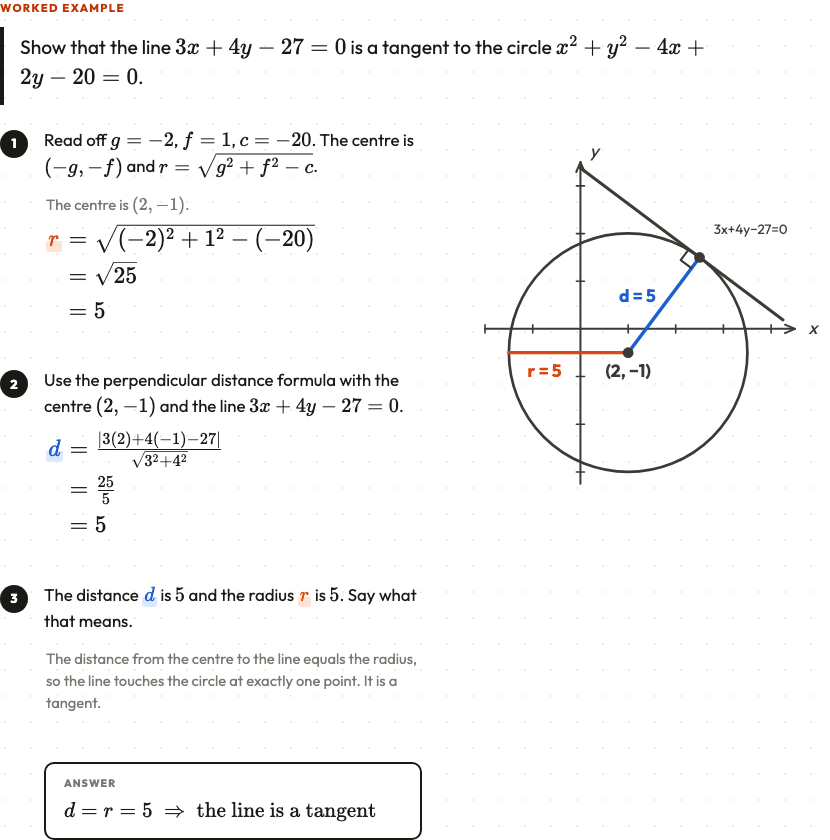 WORKED EXAMPLE
Show that the line 3x + 4y − 27 = 0 is a tangent to the circle x² + y² − 4x +
2y − 20 = 0.
1 Read off g = −2, f = 1, c = −20. The centre is
(−g, −f) and r = √(g² + f² − c).
The centre is (2, −1).
r = √((−2)² + 1² − (−20))
= √25
= 5
2 Use the perpendicular distance formula with the
centre (2, −1) and the line 3x + 4y − 27 = 0.
d = |3(2)+4(−1)−27| / √(3²+4²)
= 25/5
= 5
3 The distance d is 5 and the radius r is 5. Say what
that means.
The distance from the centre to the line equals the radius,
so the line touches the circle at exactly one point. It is a
tangent.
ANSWER
d = r = 5 ⇒ the line is a tangent
y
3x+4y−27=0
d = 5
x
r = 5
(2, −1)